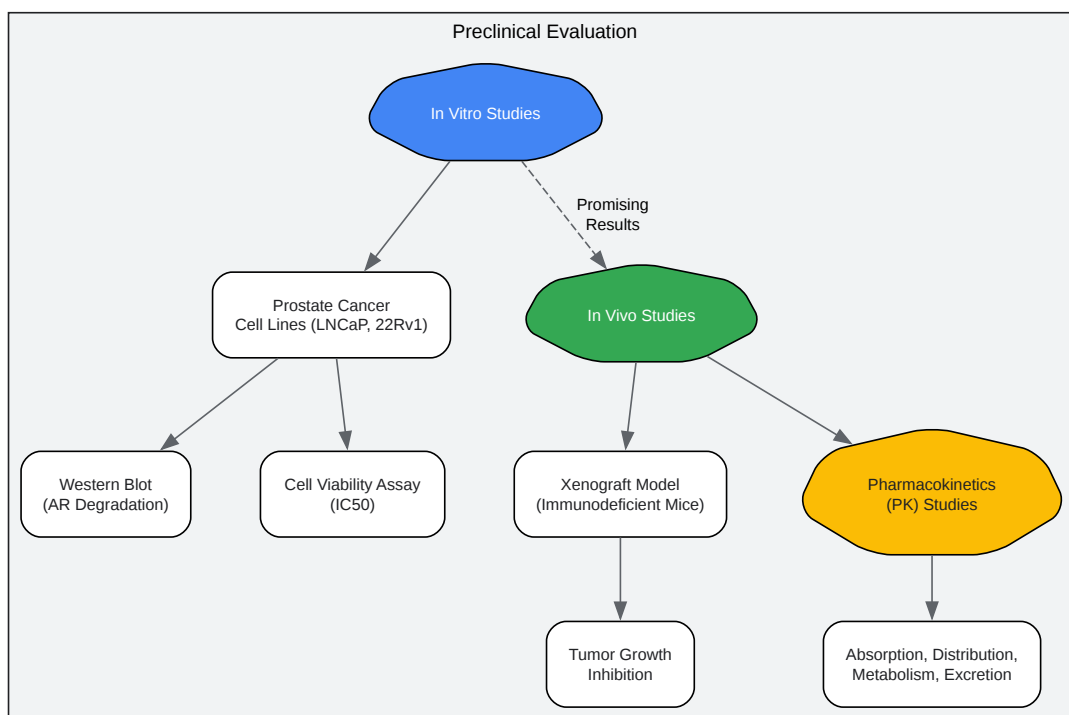 Preclinical Evaluation
In Vitro Studies
Promising
Results
Prostate Cancer
Cell Lines (LNCaP, 22Rv1)
In Vivo Studies
Western Blot
(AR Degradation)
Cell Viability Assay
(IC50)
Xenograft Model
(Immunodeficient Mice)
Pharmacokinetics
(PK) Studies
Tumor Growth
Inhibition
Absorption, Distribution,
Metabolism, Excretion